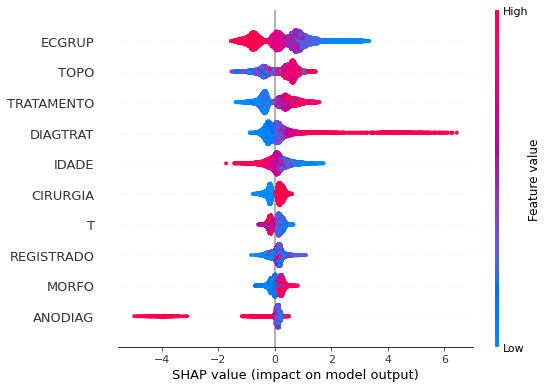 High
ECGRUP
TOPO
TRATAMENTO
DIAGTRAT
IDADE
CIRURGIA
T
REGISTRADO
MORFO
ANODIAG
Feature value
Low
−4 −2 0 2 4 6
SHAP value (impact on model output)